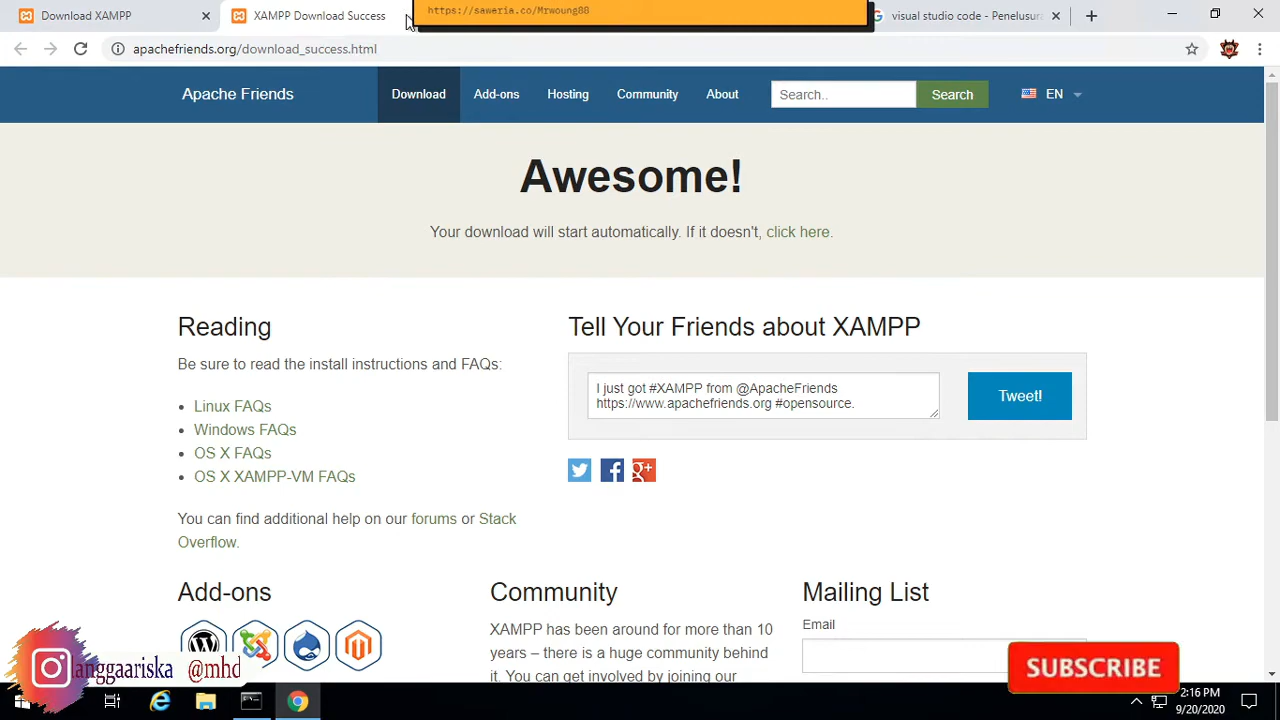 Download XAMPP
XAMPP Download Success
https://saweria.co/Mrwoung88
visual studio code - Penelusura
apachefriends.org/download_success.html
Apache Friends
Download
Add-ons
Hosting
Community
About
Search..
Search
EN
Awesome!
Your download will start automatically. If it doesn't, click here.
Reading
Be sure to read the install instructions and FAQs:
Linux FAQs
Windows FAQs
OS X FAQs
OS X XAMPP-VM FAQs
You can find additional help on our forums or Stack
Overflow.
Tell Your Friends about XAMPP
I just got #XAMPP from @ApacheFriends
https://www.apachefriends.org #opensource.
Tweet!
Add-ons
Community
XAMPP has been around for more than 10
years – there is a huge community behind
it. You can get involved by joining our
Mailing List
Email
SUBSCRIBE
anggaariska @mhd
2:16 PM
9/20/2020